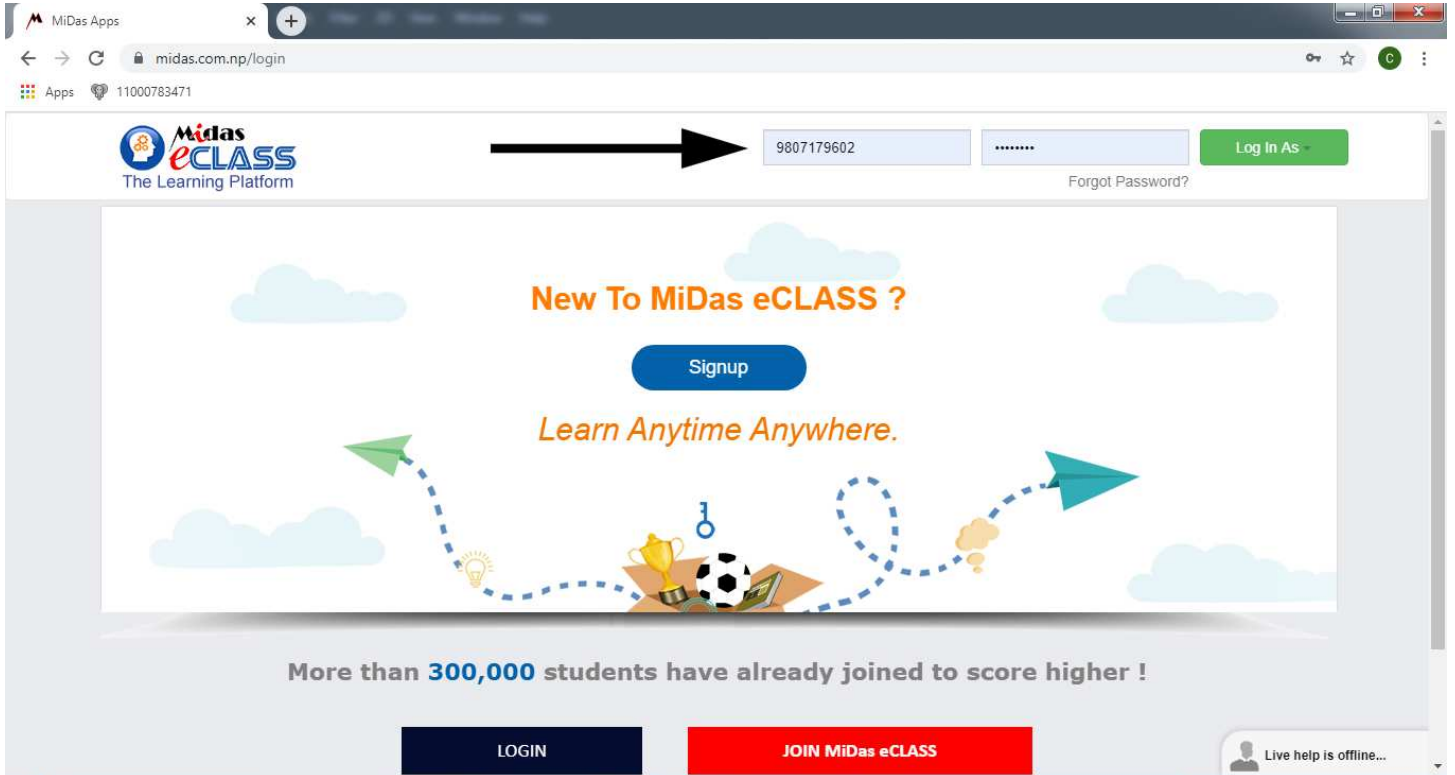 MiDas Apps
midas.com.np/login
C
Apps 11000783471
Midas
eCLASS
The Learning Platform
9807179602 •••••••• Log In As
Forgot Password?
New To MiDas eCLASS ?
Signup
Learn Anytime Anywhere.
More than 300,000 students have already joined to score higher !
LOGIN JOIN MiDas eCLASS
Live help is offline...